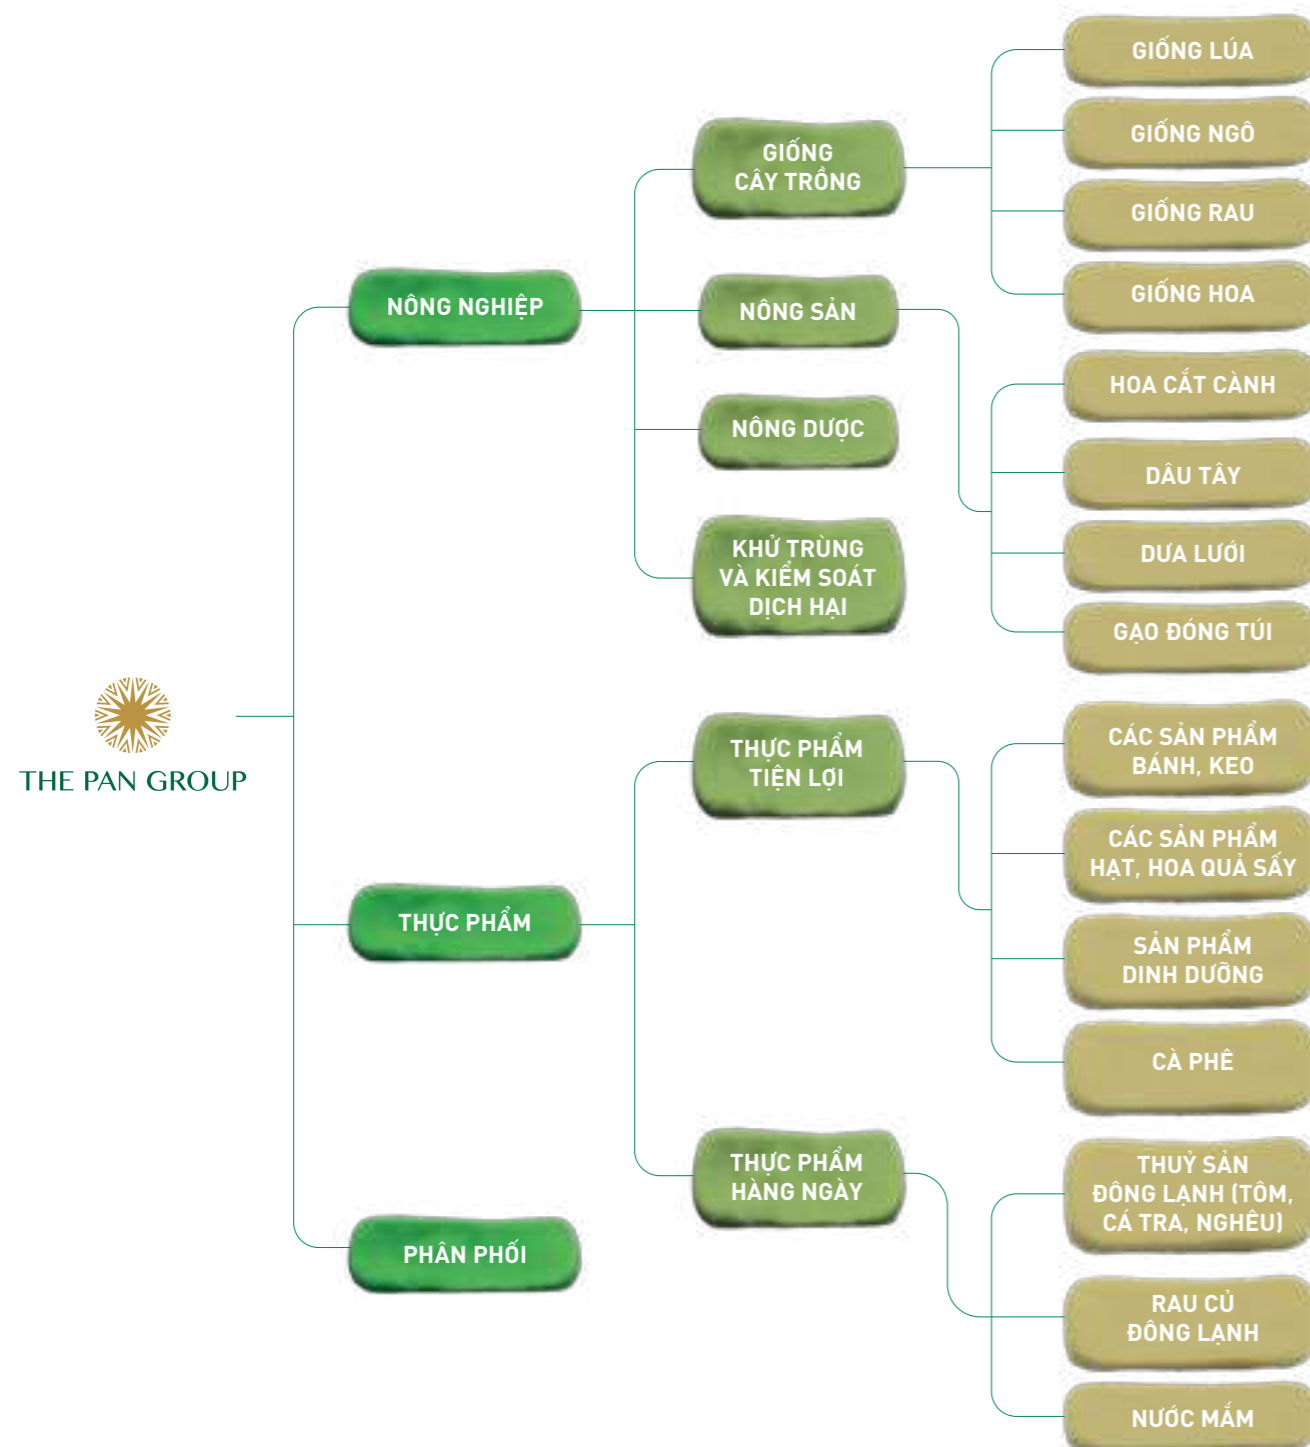 THE PAN GROUP
NÔNG NGHIỆP
GIỐNG
CÂY TRỒNG
GIỐNG LÚA
GIỐNG NGÔ
GIỐNG RAU
GIỐNG HOA
NÔNG SẢN
HOA CẮT CÀNH
DÂU TÂY
DƯA LƯỚI
GẠO ĐÓNG TÚI
NÔNG DƯỢC
KHỬ TRÙNG
VÀ KIỂM SOÁT
DỊCH HẠI
THỰC PHẨM
THỰC PHẨM
TIỆN LỢI
CÁC SẢN PHẨM
BÁNH, KẸO
CÁC SẢN PHẨM
HẠT, HOA QUẢ SẤY
SẢN PHẨM
DINH DƯỠNG
CÀ PHÊ
THỰC PHẨM
HÀNG NGÀY
THUỶ SẢN
ĐÔNG LẠNH (TÔM,
CÁ TRA, NGHÊU)
RAU CỦ
ĐÔNG LẠNH
NƯỚC MẮM
PHÂN PHỐI